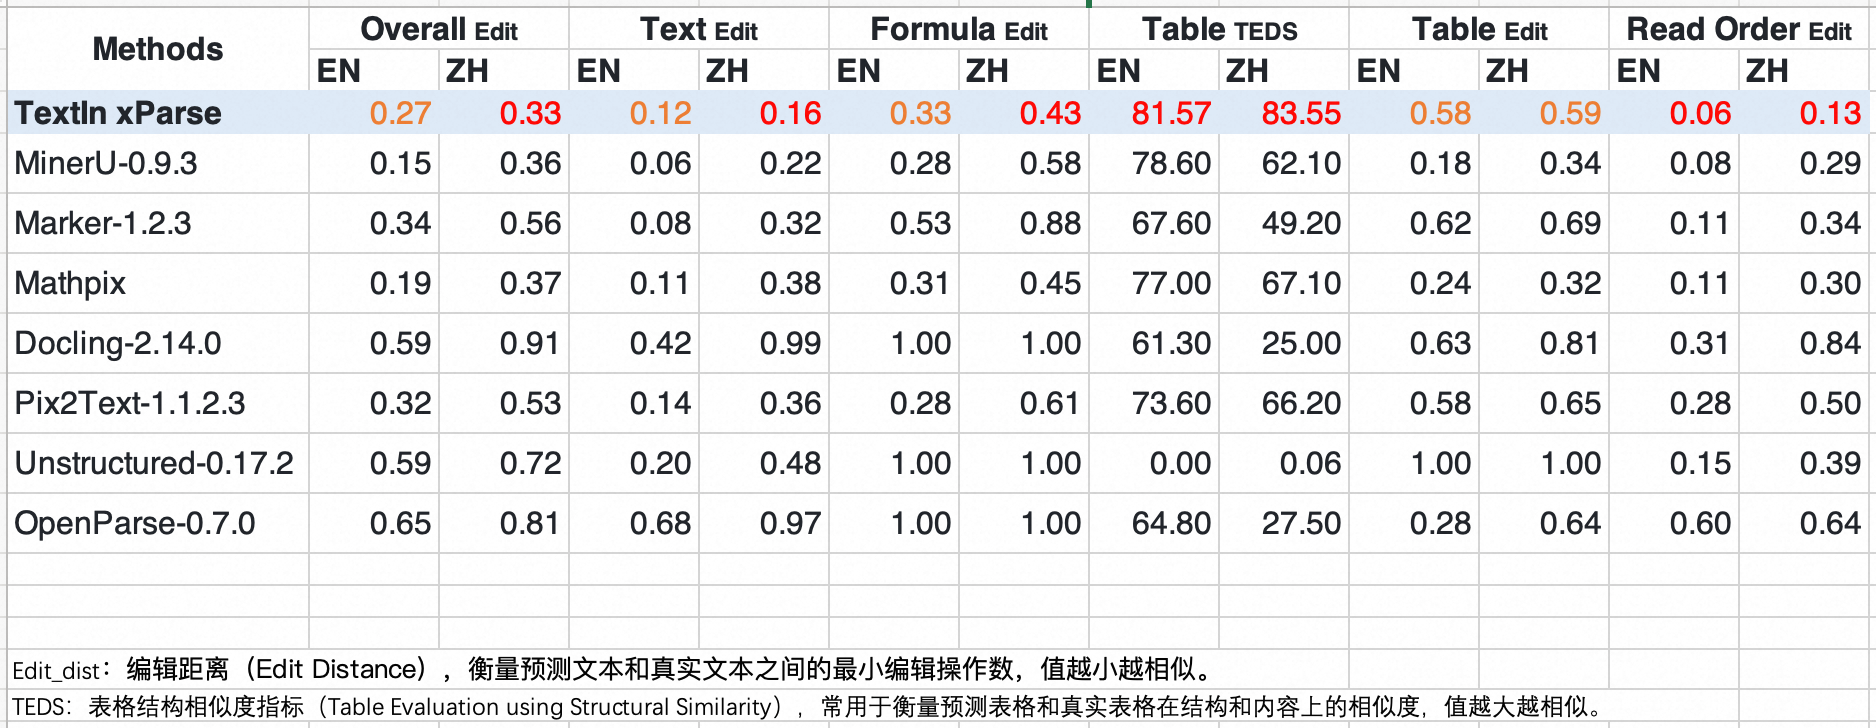 Methods Overall Edit Text Edit Formula Edit Table TEDS Table Edit Read Order Edit
EN ZH EN ZH EN ZH EN ZH EN ZH EN ZH
TextIn xParse 0.27 0.33 0.12 0.16 0.33 0.43 81.57 83.55 0.58 0.59 0.06 0.13
MinerU-0.9.3 0.15 0.36 0.06 0.22 0.28 0.58 78.60 62.10 0.18 0.34 0.08 0.29
Marker-1.2.3 0.34 0.56 0.08 0.32 0.53 0.88 67.60 49.20 0.62 0.69 0.11 0.34
Mathpix 0.19 0.37 0.11 0.38 0.31 0.45 77.00 67.10 0.24 0.32 0.11 0.30
Docling-2.14.0 0.59 0.91 0.42 0.99 1.00 1.00 61.30 25.00 0.63 0.81 0.31 0.84
Pix2Text-1.1.2.3 0.32 0.53 0.14 0.36 0.28 0.61 73.60 66.20 0.58 0.65 0.28 0.50
Unstructured-0.17.2 0.59 0.72 0.20 0.48 1.00 1.00 0.00 0.06 1.00 1.00 0.15 0.39
OpenParse-0.7.0 0.65 0.81 0.68 0.97 1.00 1.00 64.80 27.50 0.28 0.64 0.60 0.64
Edit_dist：编辑距离（Edit Distance），衡量预测文本和真实文本之间的最小编辑操作数，值越小越相似。
TEDS：表格结构相似度指标（Table Evaluation using Structural Similarity），常用于衡量预测表格和真实表格在结构和内容上的相似度，值越大越相似。